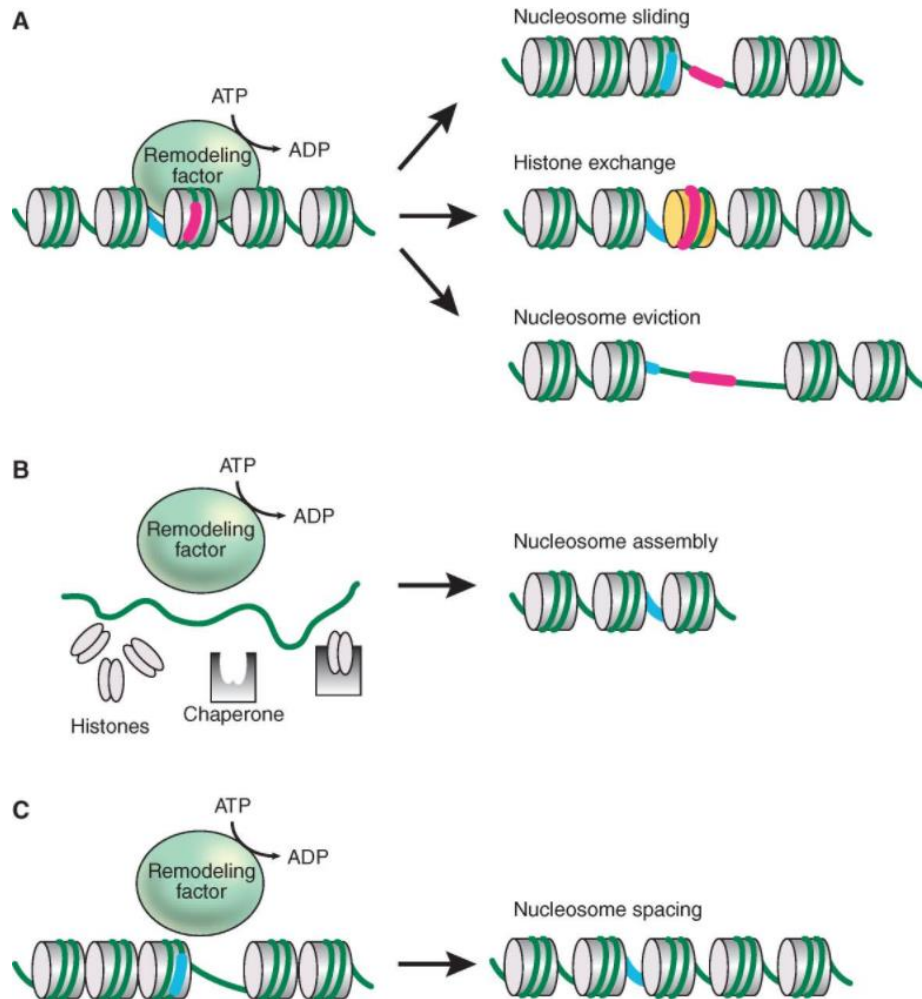 A
Nucleosome sliding
ATP
ADP
Remodeling
factor
Histone exchange
Nucleosome eviction
B
ATP
ADP
Remodeling
factor
Nucleosome assembly
Histones
Chaperone
C
ATP
ADP
Remodeling
factor
Nucleosome spacing